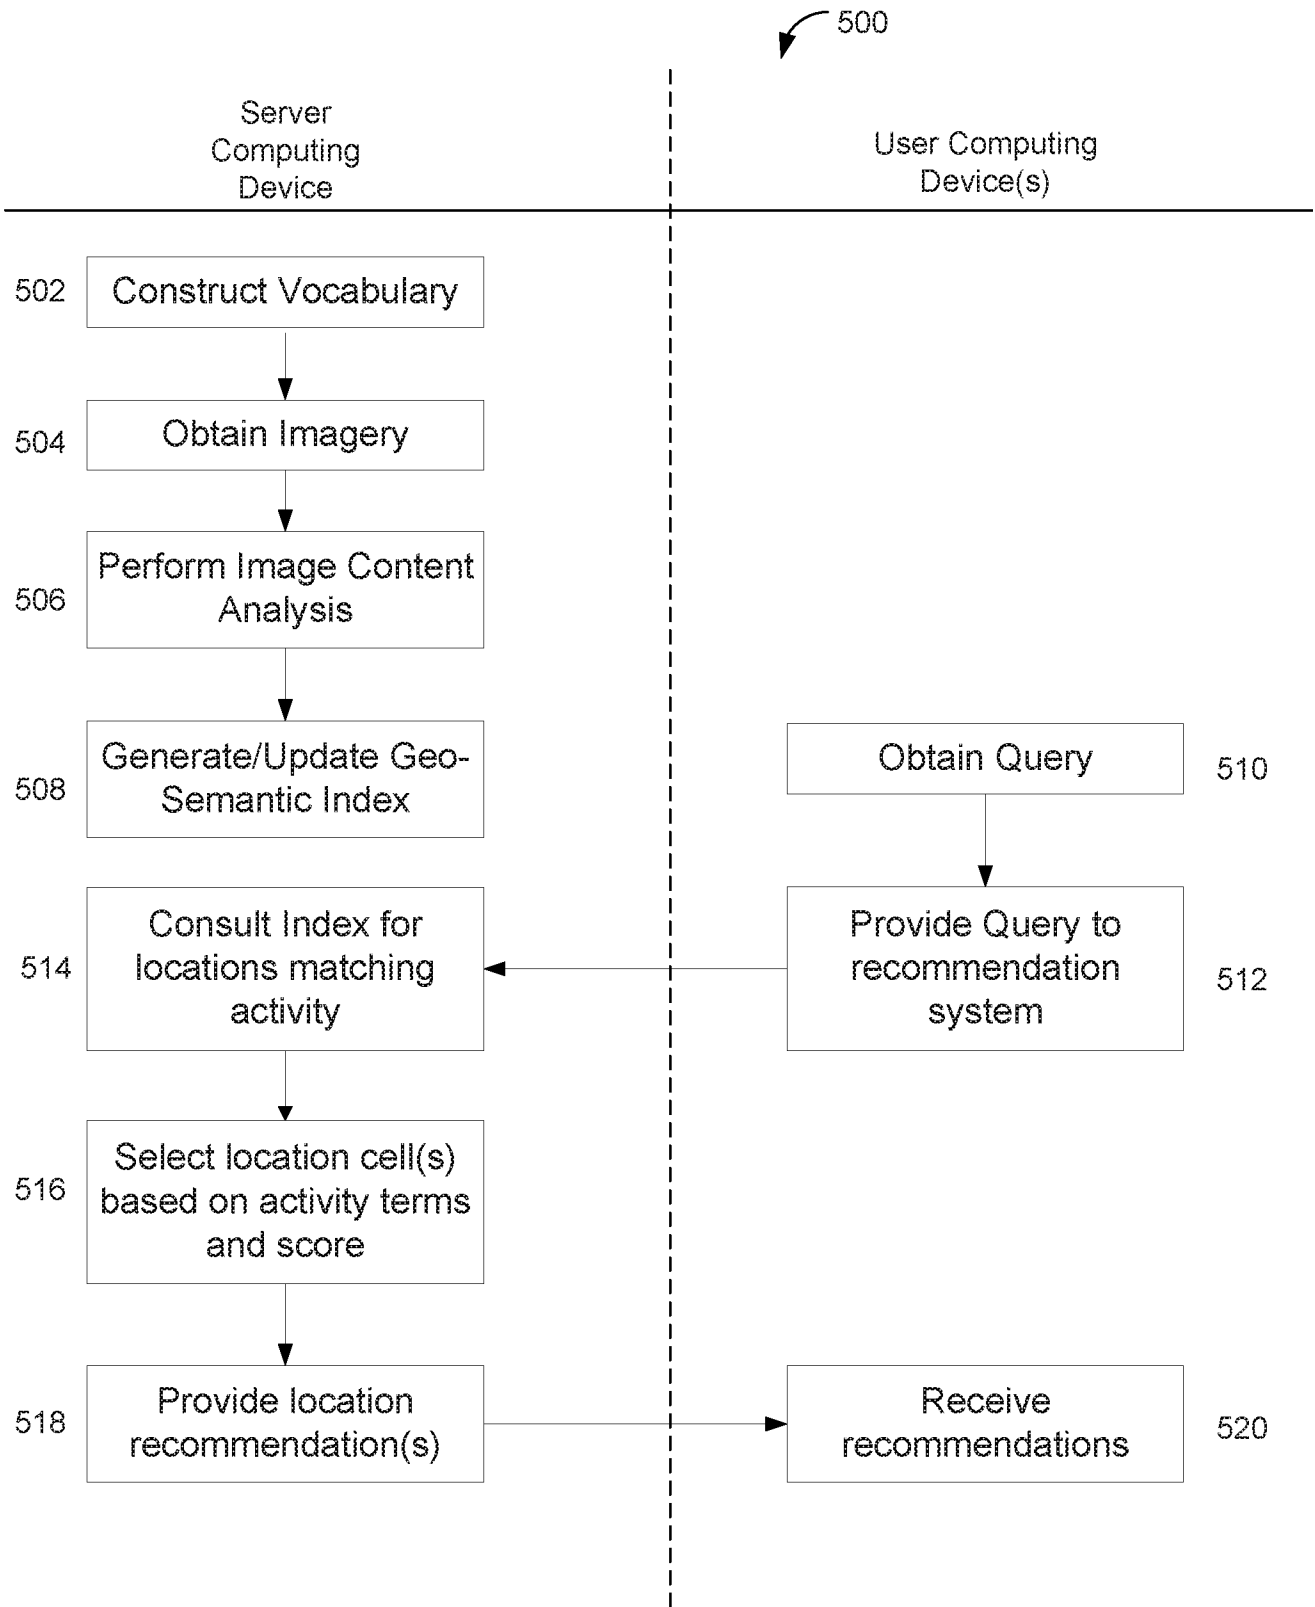 500
Server
Computing
Device
User Computing
Device(s)
502
Construct Vocabulary
504
Obtain Imagery
506
Perform Image Content
Analysis
508
Generate/Update Geo-
Semantic Index
Obtain Query
510
514
Consult Index for
locations matching
activity
Provide Query to
recommendation
system
512
516
Select location cell(s)
based on activity terms
and score
518
Provide location
recommendation(s)
Receive
recommendations
520